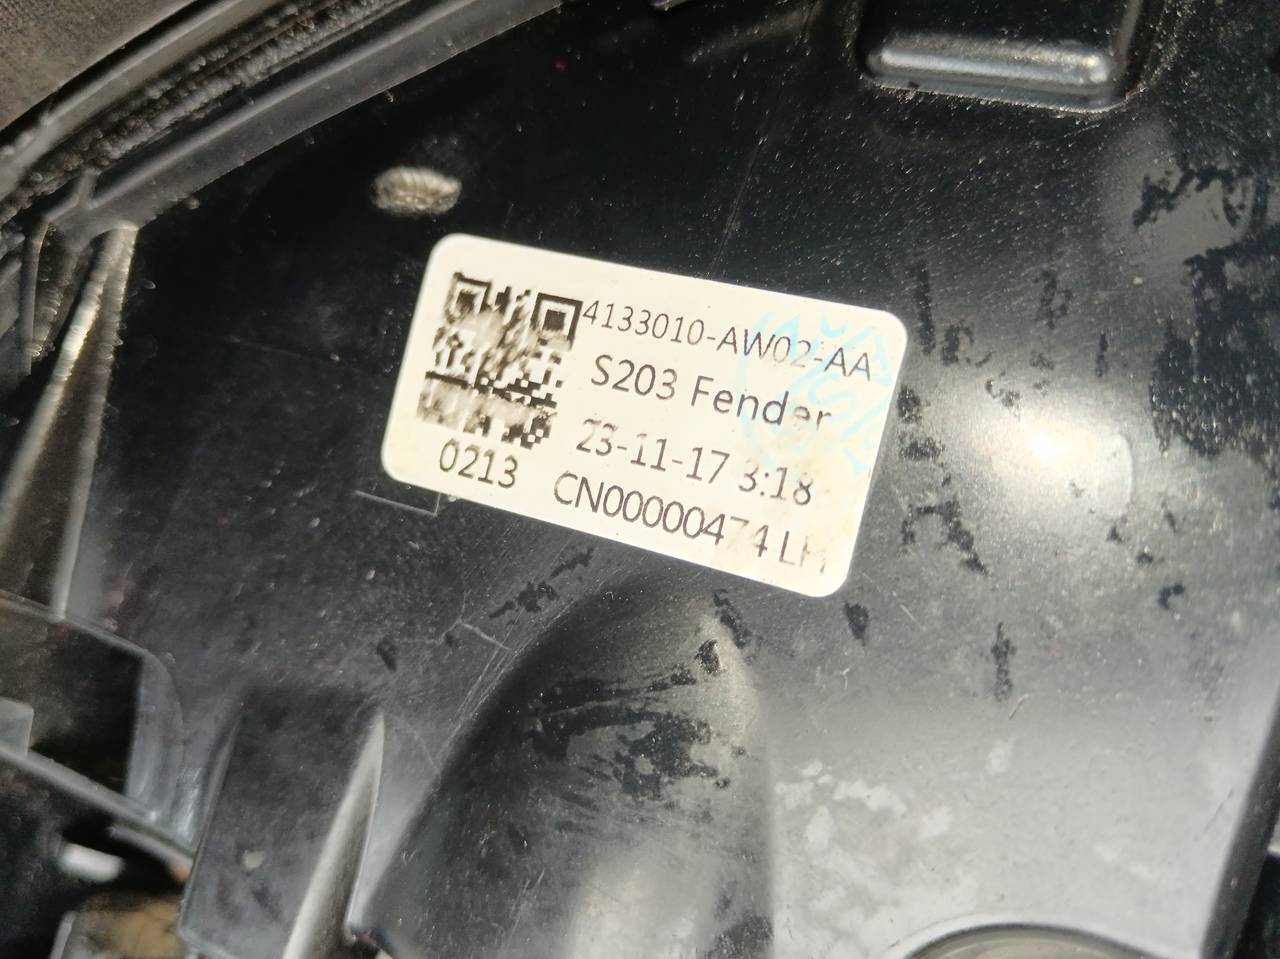 4133010-AW02-AA
S203 Fender
23-11-17 3:18
0213 CN00000474 LH